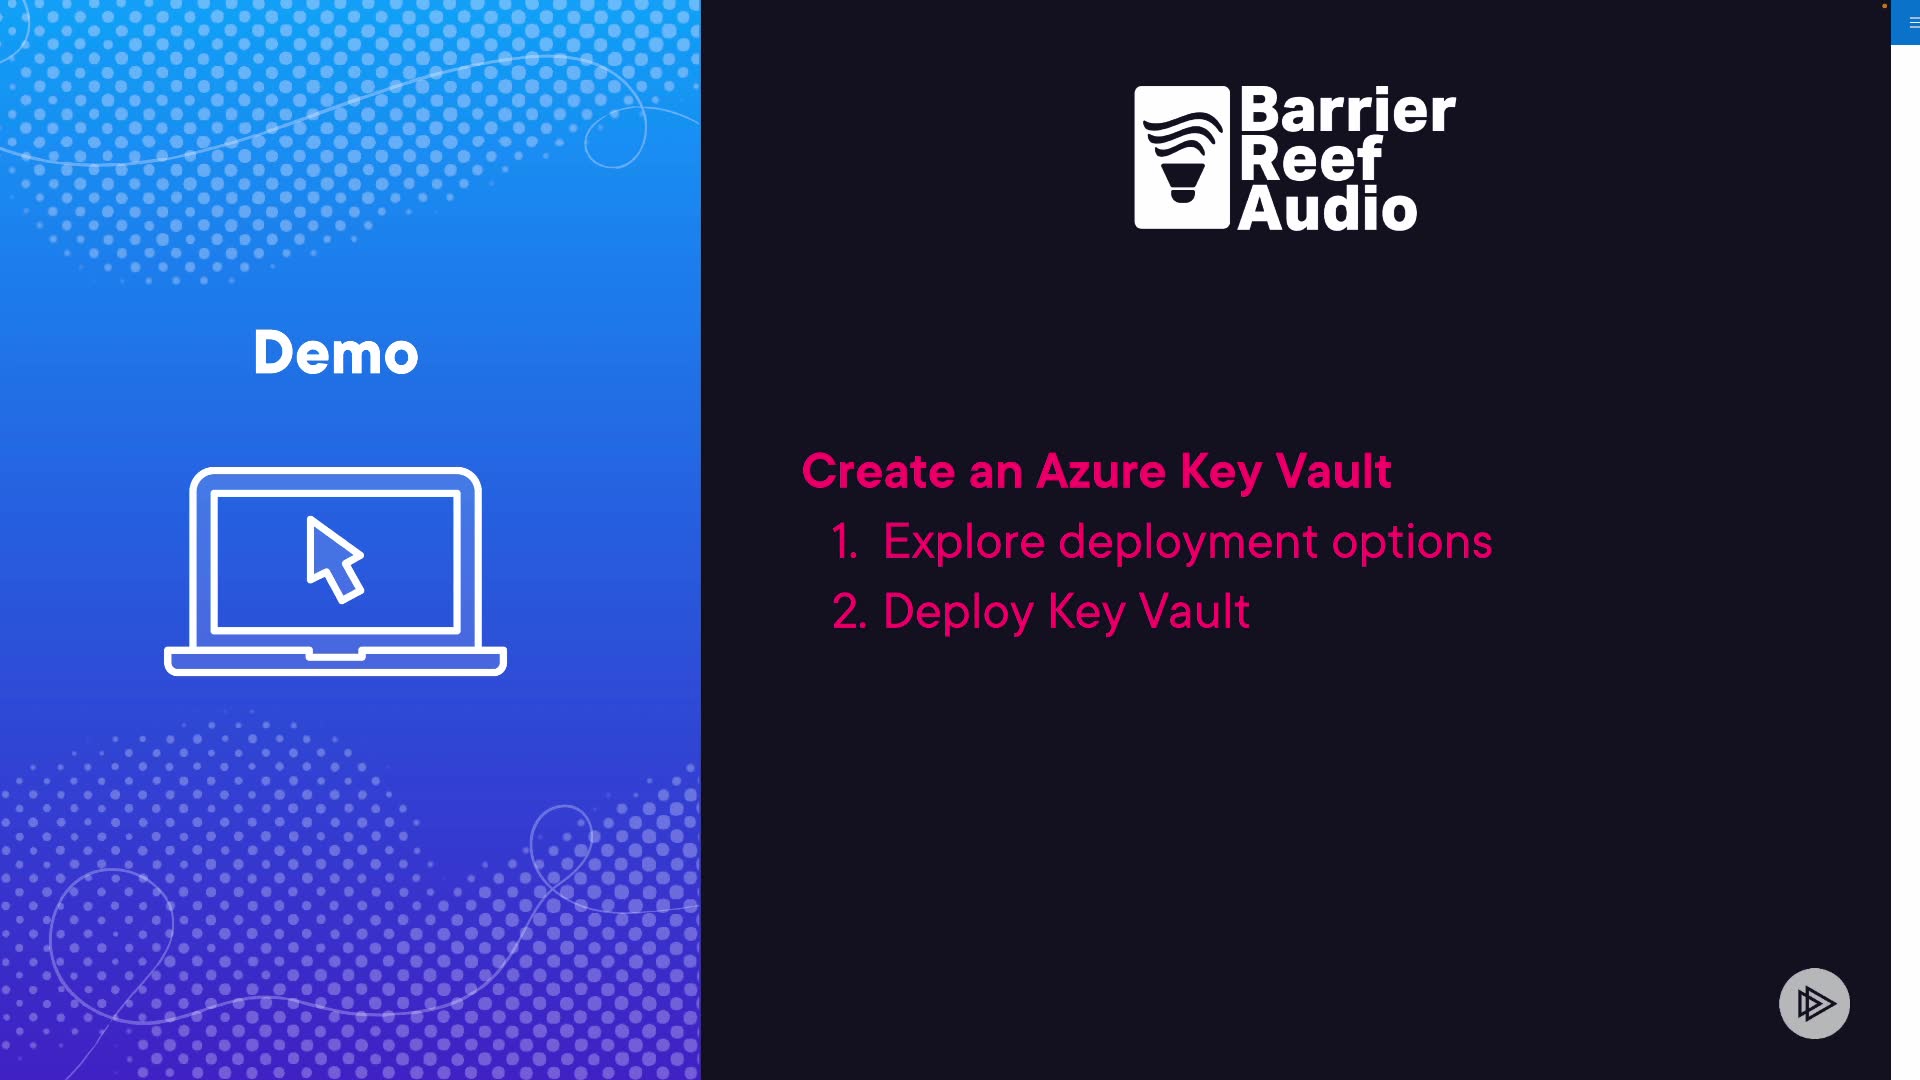 Demo
Barrier
Reef
Audio
Create an Azure Key Vault
1. Explore deployment options
2. Deploy Key Vault